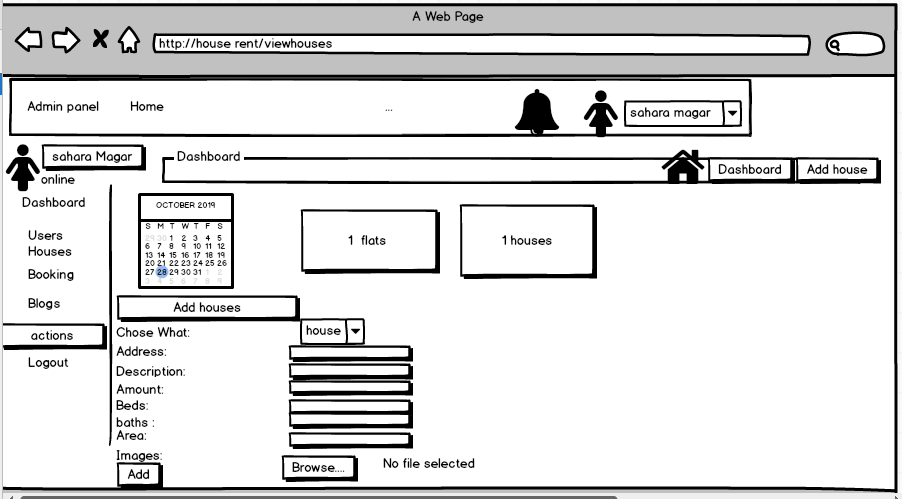 A Web Page
http://house rent/viewhouses
Admin panel Home ... sahara magar
sahara Magar
online
Dashboard
Dashboard Add house
Dashboard
Users
Houses
Booking
Blogs
actions
Logout
OCTOBER 2019
S M T W T F S
29 30 1 2 3 4 5
6 7 8 9 10 11 12
13 14 15 16 17 18 19
20 21 22 23 24 25 26
27 28 29 30 31 1 2
3 4 5 6 7 8 9
1 flats
1 houses
Add houses
Chose What: house
Address:
Description:
Amount:
Beds:
baths :
Area:
Images: Browse.... No file selected
Add